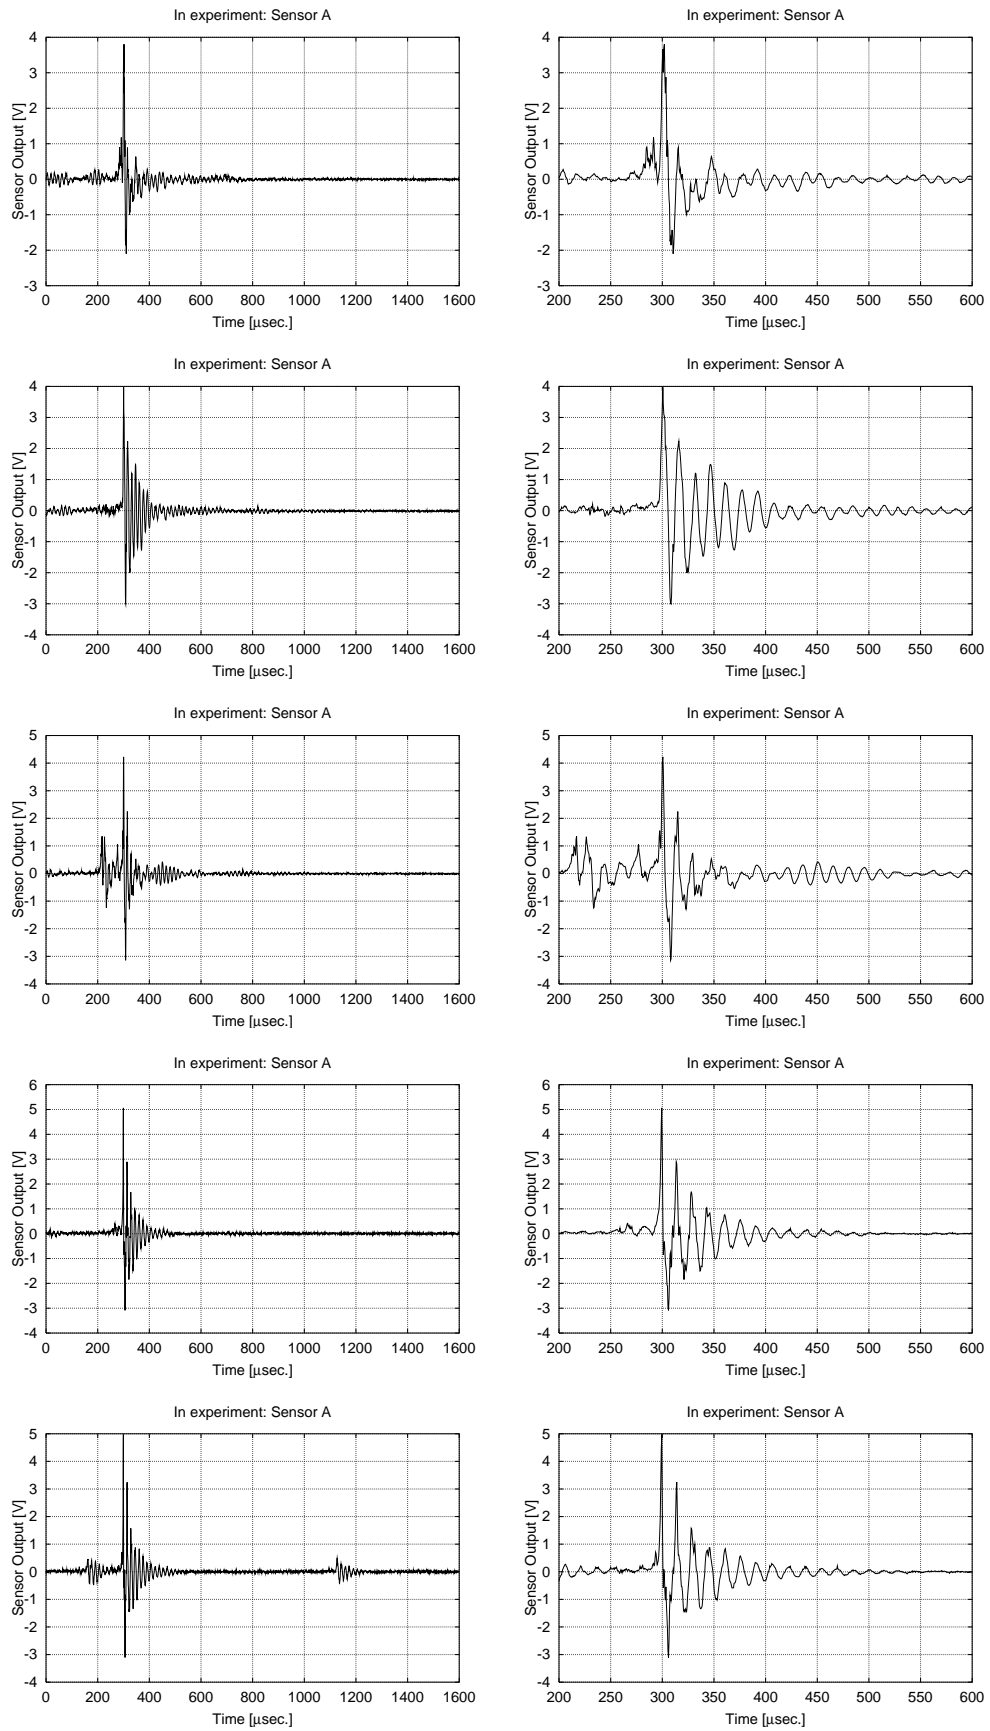 In experiment: Sensor A In experiment: Sensor A
4 4
3 3
2 2
1 1
0 0
-1 -1
-2 -2
-3 -3
Sensor Output [V] Sensor Output [V]
0 200 400 600 800 1000 1200 1400 1600 200 250 300 350 400 450 500 550 600
Time [μsec.] Time [μsec.]
In experiment: Sensor A In experiment: Sensor A
4 4
3 3
2 2
1 1
0 0
-1 -1
-2 -2
-3 -3
-4 -4
Sensor Output [V] Sensor Output [V]
0 200 400 600 800 1000 1200 1400 1600 200 250 300 350 400 450 500 550 600
Time [μsec.] Time [μsec.]
In experiment: Sensor A In experiment: Sensor A
5 5
4 4
3 3
2 2
1 1
0 0
-1 -1
-2 -2
-3 -3
-4 -4
Sensor Output [V] Sensor Output [V]
0 200 400 600 800 1000 1200 1400 1600 200 250 300 350 400 450 500 550 600
Time [μsec.] Time [μsec.]
In experiment: Sensor A In experiment: Sensor A
6 6
5 5
4 4
3 3
2 2
1 1
0 0
-1 -1
-2 -2
-3 -3
-4 -4
Sensor Output [V] Sensor Output [V]
0 200 400 600 800 1000 1200 1400 1600 200 250 300 350 400 450 500 550 600
Time [μsec.] Time [μsec.]
In experiment: Sensor A In experiment: Sensor A
5 5
4 4
3 3
2 2
1 1
0 0
-1 -1
-2 -2
-3 -3
-4 -4
Sensor Output [V] Sensor Output [V]
0 200 400 600 800 1000 1200 1400 1600 200 250 300 350 400 450 500 550 600
Time [μsec.] Time [μsec.]